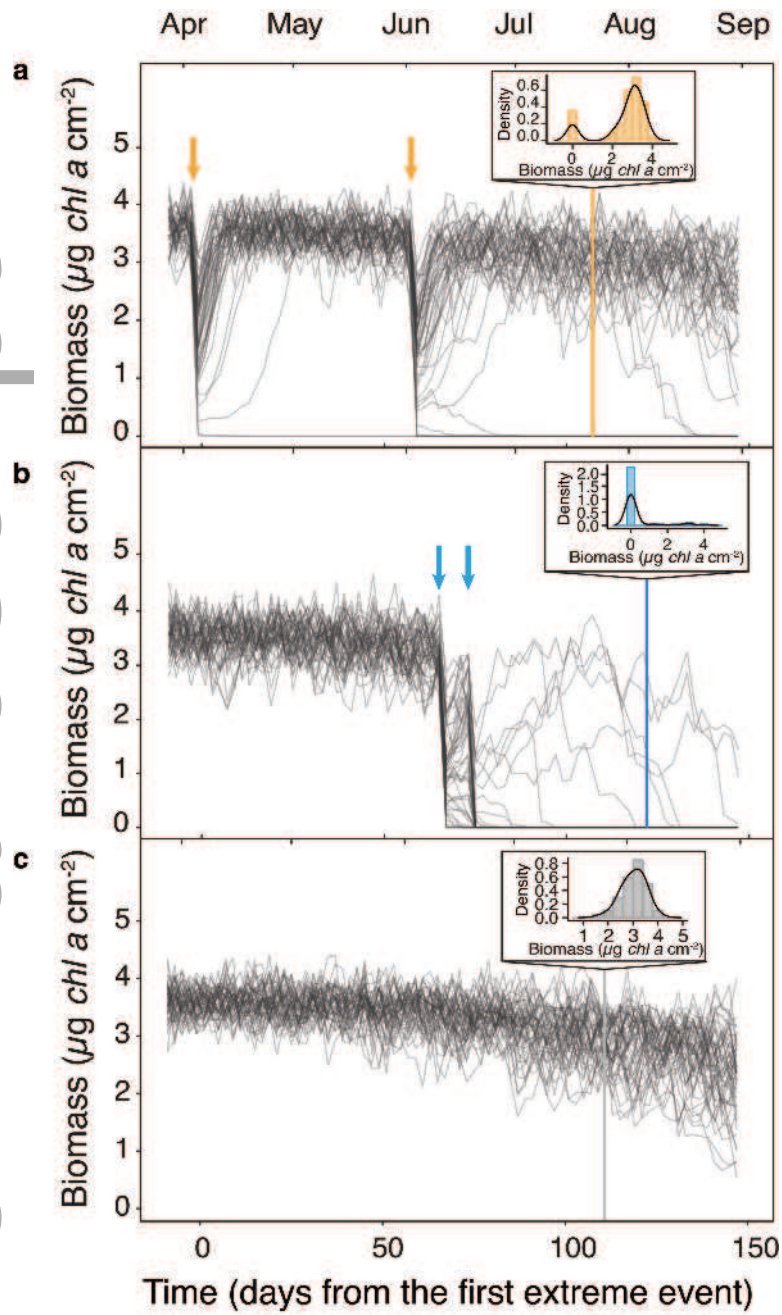 Apr May Jun Jul Aug Sep
a
Biomass (µg chl a cm-2)
5
4
3
2
1
0
Density
0.6
0.4
0.2
0.0
0 2 4
Biomass (µg chl a cm-2)
b
Biomass (µg chl a cm-2)
5
4
3
2
1
0
Density
2.0
1.5
1.0
0.5
0.0
0 2 4
Biomass (µg chl a cm-2)
c
Biomass (µg chl a cm-2)
5
4
3
2
1
0
Density
0.8
0.6
0.4
0.2
0.0
1 2 3 4 5
Biomass (µg chl a cm-2)
0 50 100 150
Time (days from the first extreme event)